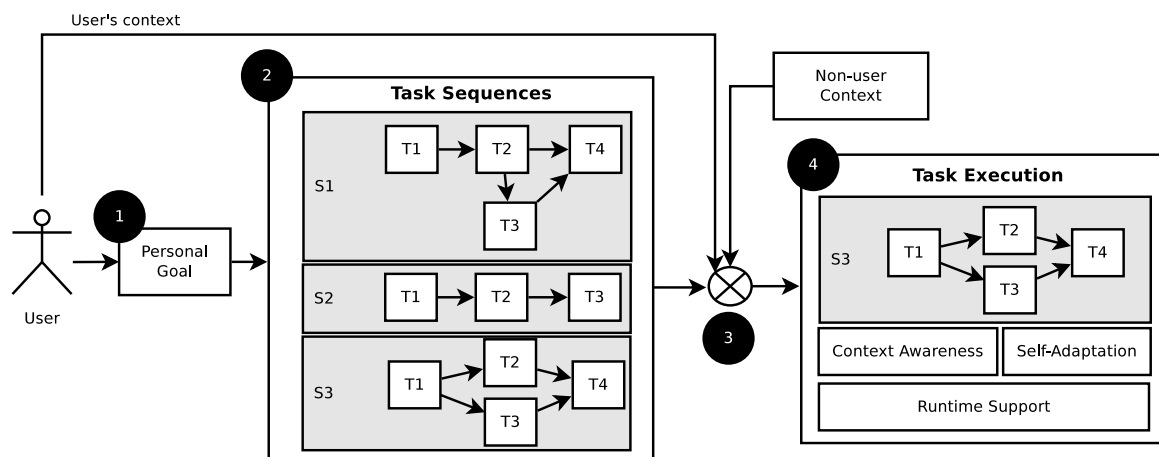 User's context
1
Personal
Goal
User
2
Task Sequences
S1
T1
T2
T4
T3
S2
T1
T2
T3
S3
T1
T2
T3
T4
3
Non-user
Context
4
Task Execution
S3
T1
T2
T3
T4
Context Awareness
Self-Adaptation
Runtime Support